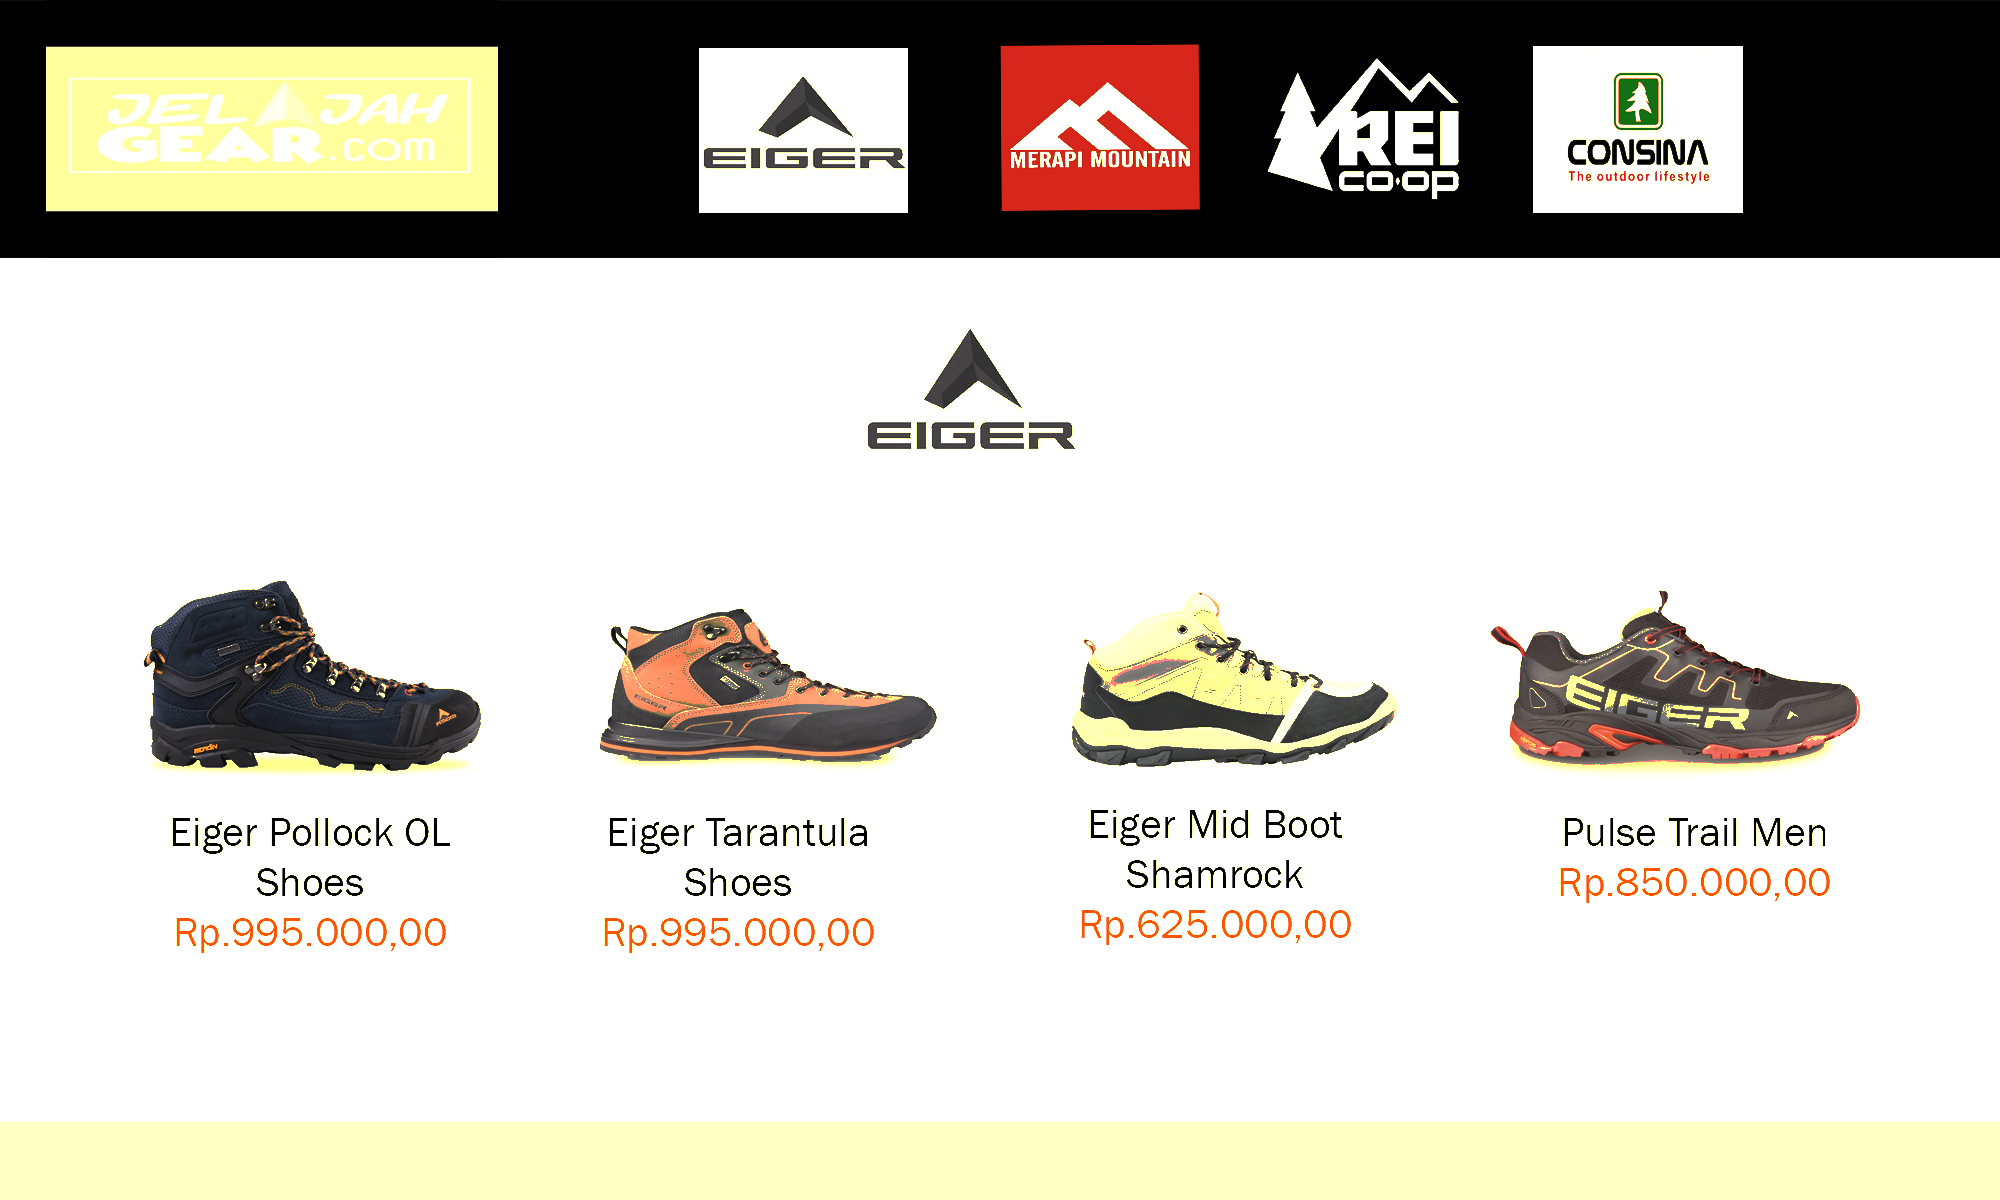 JELAJAH
GEAR.com
EIGER
MERAPI MOUNTAIN
REI
co·op
CONSINA
The outdoor lifestyle
EIGER
EIGER
EIGER
Eiger Pollock OL
Shoes
Rp.995.000,00
Eiger Tarantula
Shoes
Rp.995.000,00
Eiger Mid Boot
Shamrock
Rp.625.000,00
Pulse Trail Men
Rp.850.000,00